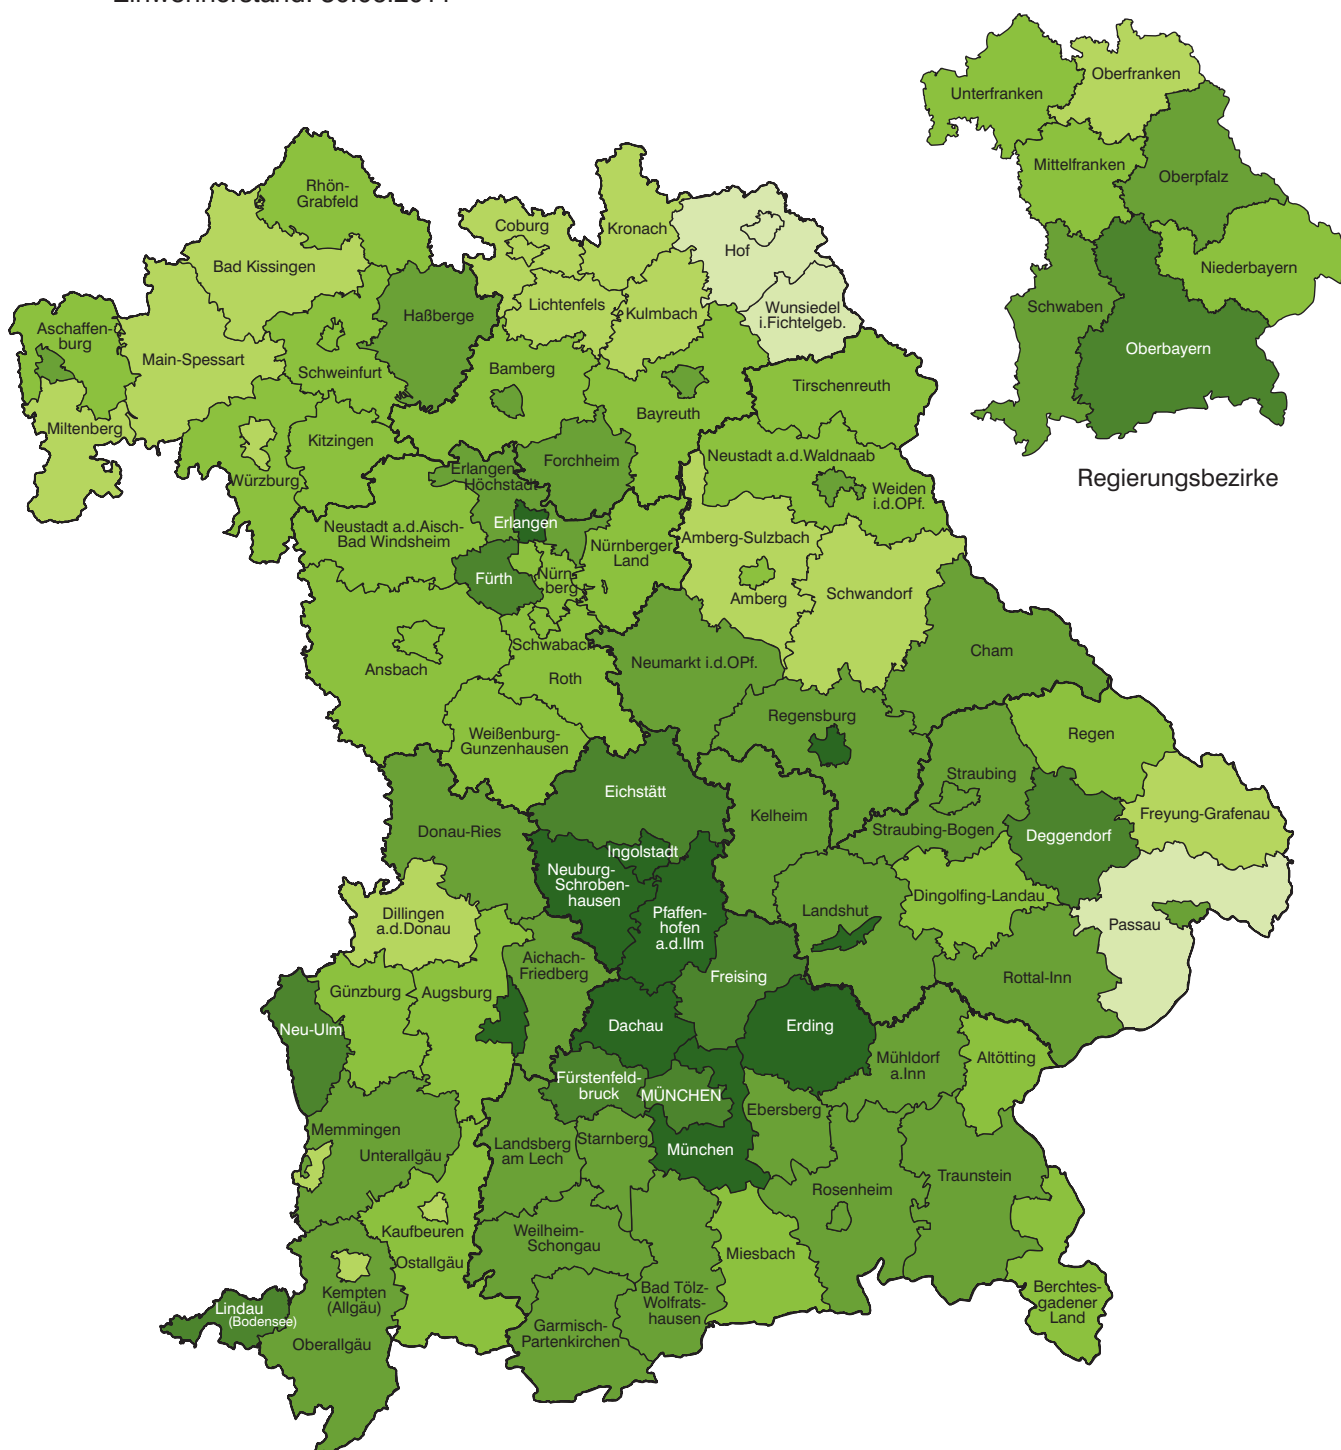 Unterfranken
Oberfranken
Mittelfranken
Oberpfalz
Niederbayern
Schwaben
Oberbayern
Regierungsbezirke
Rhön-
Grabfeld
Coburg
Kronach
Hof
Bad Kissingen
Lichtenfels
Kulmbach
Wunsiedel
i.Fichtelgeb.
Haßberge
Aschaffen-
burg
Main-Spessart
Schweinfurt
Bamberg
Bayreuth
Tirschenreuth
Miltenberg
Kitzingen
Würzburg
Erlangen-
Höchstadt
Forchheim
Neustadt a.d.Waldnaab
Weiden
i.d.OPf.
Neustadt a.d.Aisch-
Bad Windsheim
Erlangen
Nürnberger
Land
Amberg-Sulzbach
Fürth
Nürn-
berg
Amberg
Schwandorf
Ansbach
Schwabach
Roth
Neumarkt i.d.OPf.
Cham
Weißenburg-
Gunzenhausen
Regensburg
Regen
Eichstätt
Straubing
Freyung-Grafenau
Donau-Ries
Kelheim
Straubing-Bogen
Deggendorf
Ingolstadt
Neuburg-
Schroben-
hausen
Dingolfing-Landau
Dillingen
a.d.Donau
Pfaffen-
hofen
a.d.Ilm
Landshut
Passau
Aichach-
Friedberg
Freising
Rottal-Inn
Günzburg
Augsburg
Neu-Ulm
Dachau
Erding
Mühldorf
a.Inn
Altötting
Fürstenfeld-
bruck
MÜNCHEN
Ebersberg
Memmingen
Unterallgäu
Landsberg
am Lech
Starnberg
München
Rosenheim
Traunstein
Kaufbeuren
Ostallgäu
Weilheim-
Schongau
Miesbach
Bad Tölz-
Wolfrats-
hausen
Berchtes-
gadener
Land
Kempten
(Allgäu)
Lindau
(Bodensee)
Oberallgäu
Garmisch-
Partenkirchen